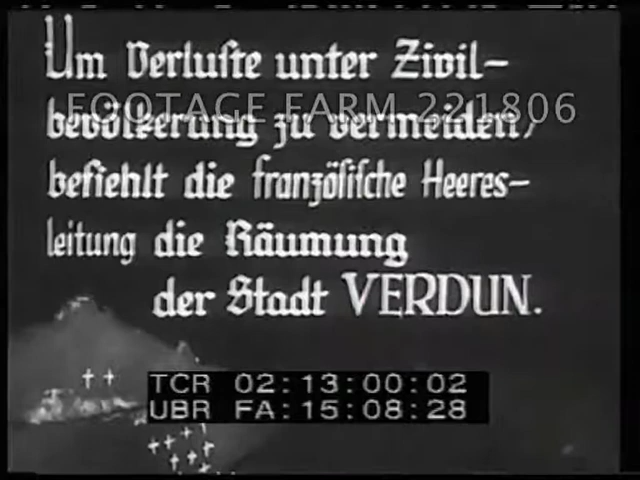 Um Verluste unter Zivil-
FOOTAGE FARM 221806
bevölkerung zu vermeiden,
befiehlt die französische Heeres-
leitung die Räumung
der Stadt VERDUN.
TCR 02:13:00:02
UBR FA:15:08:28